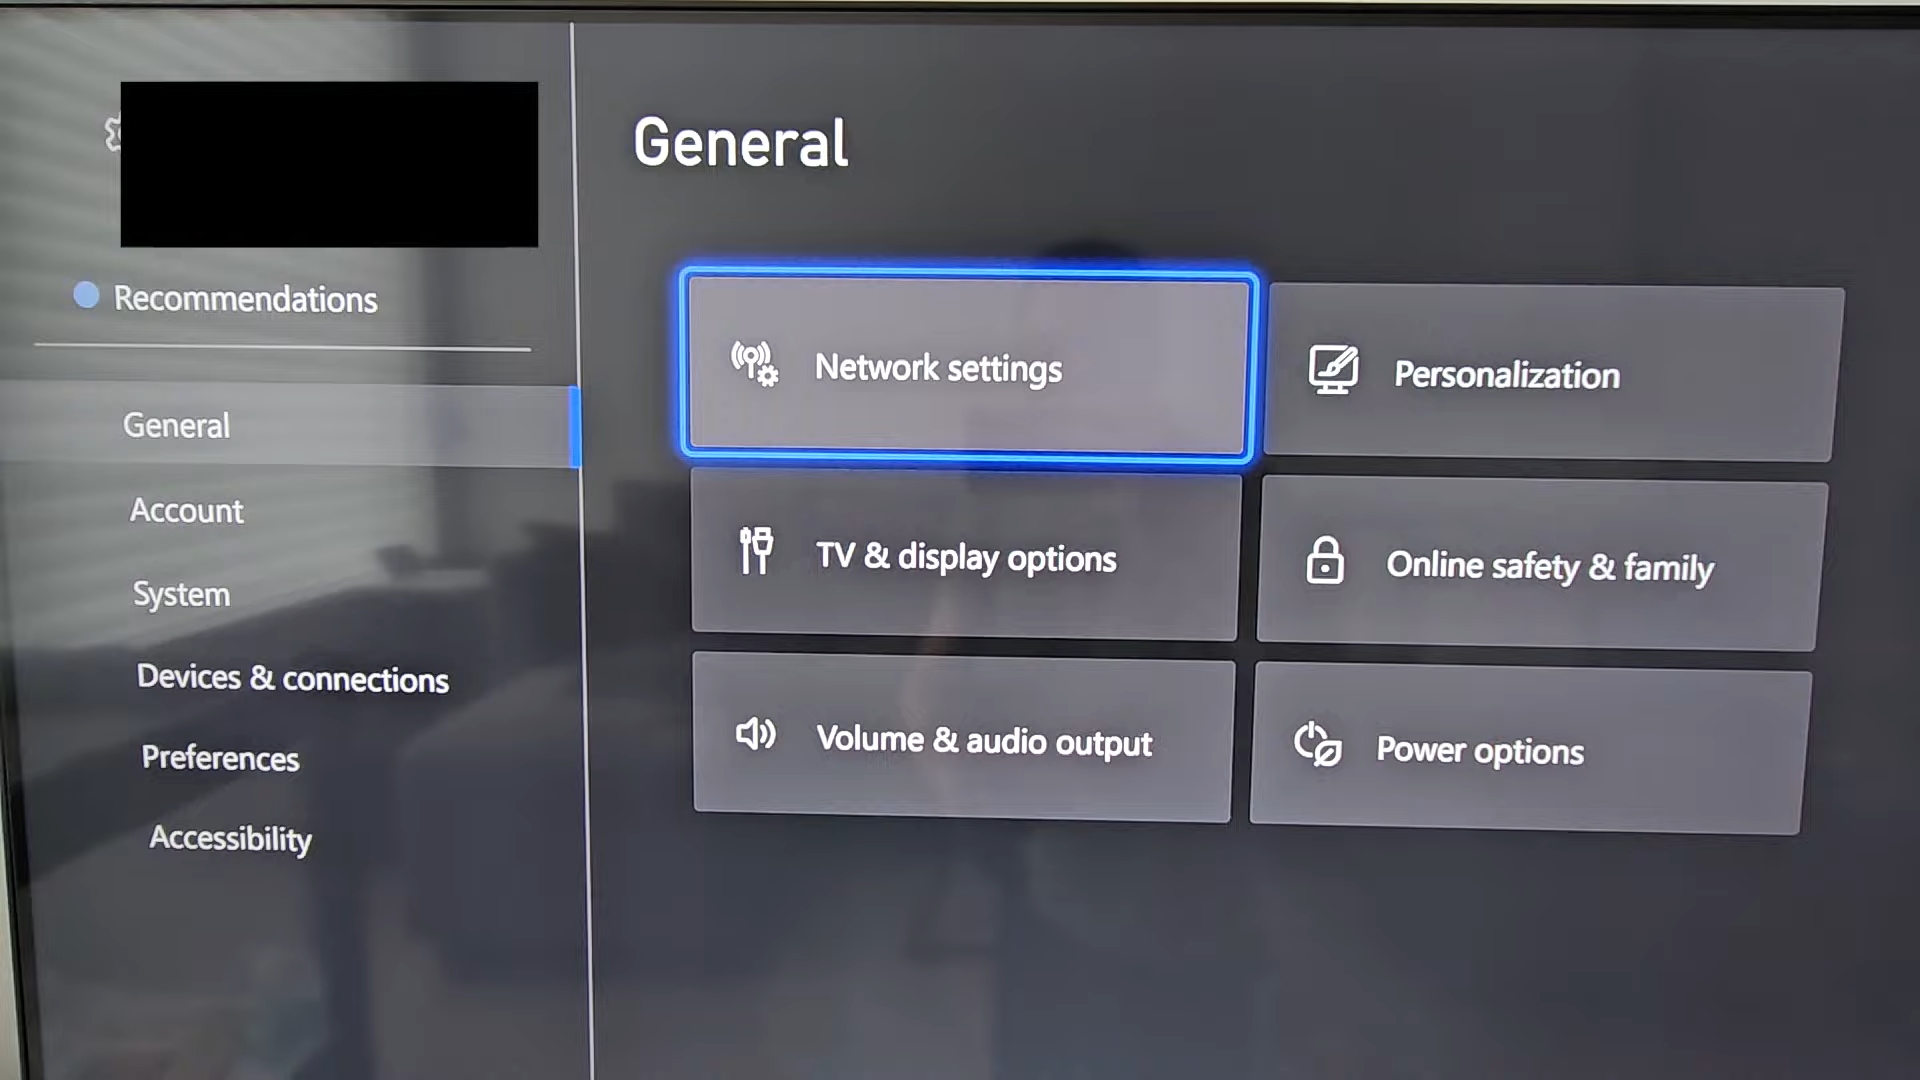 General
Recommendations
General
Account
System
Devices & connections
Preferences
Accessibility
Network settings
Personalization
TV & display options
Online safety & family
Volume & audio output
Power options